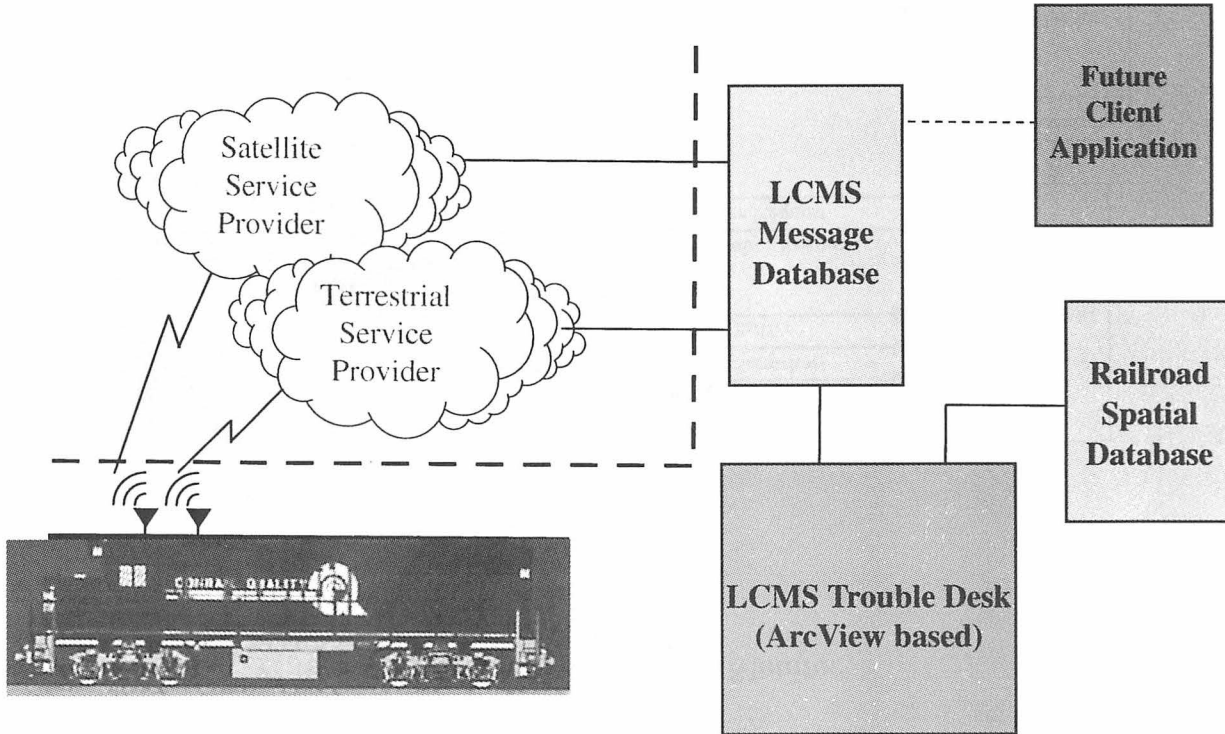 Satellite
Service
Provider
Terrestrial
Service
Provider
LCMS
Message
Database
Future
Client
Application
Railroad
Spatial
Database
LCMS Trouble Desk
(ArcView based)
CONRAIL QUALITY